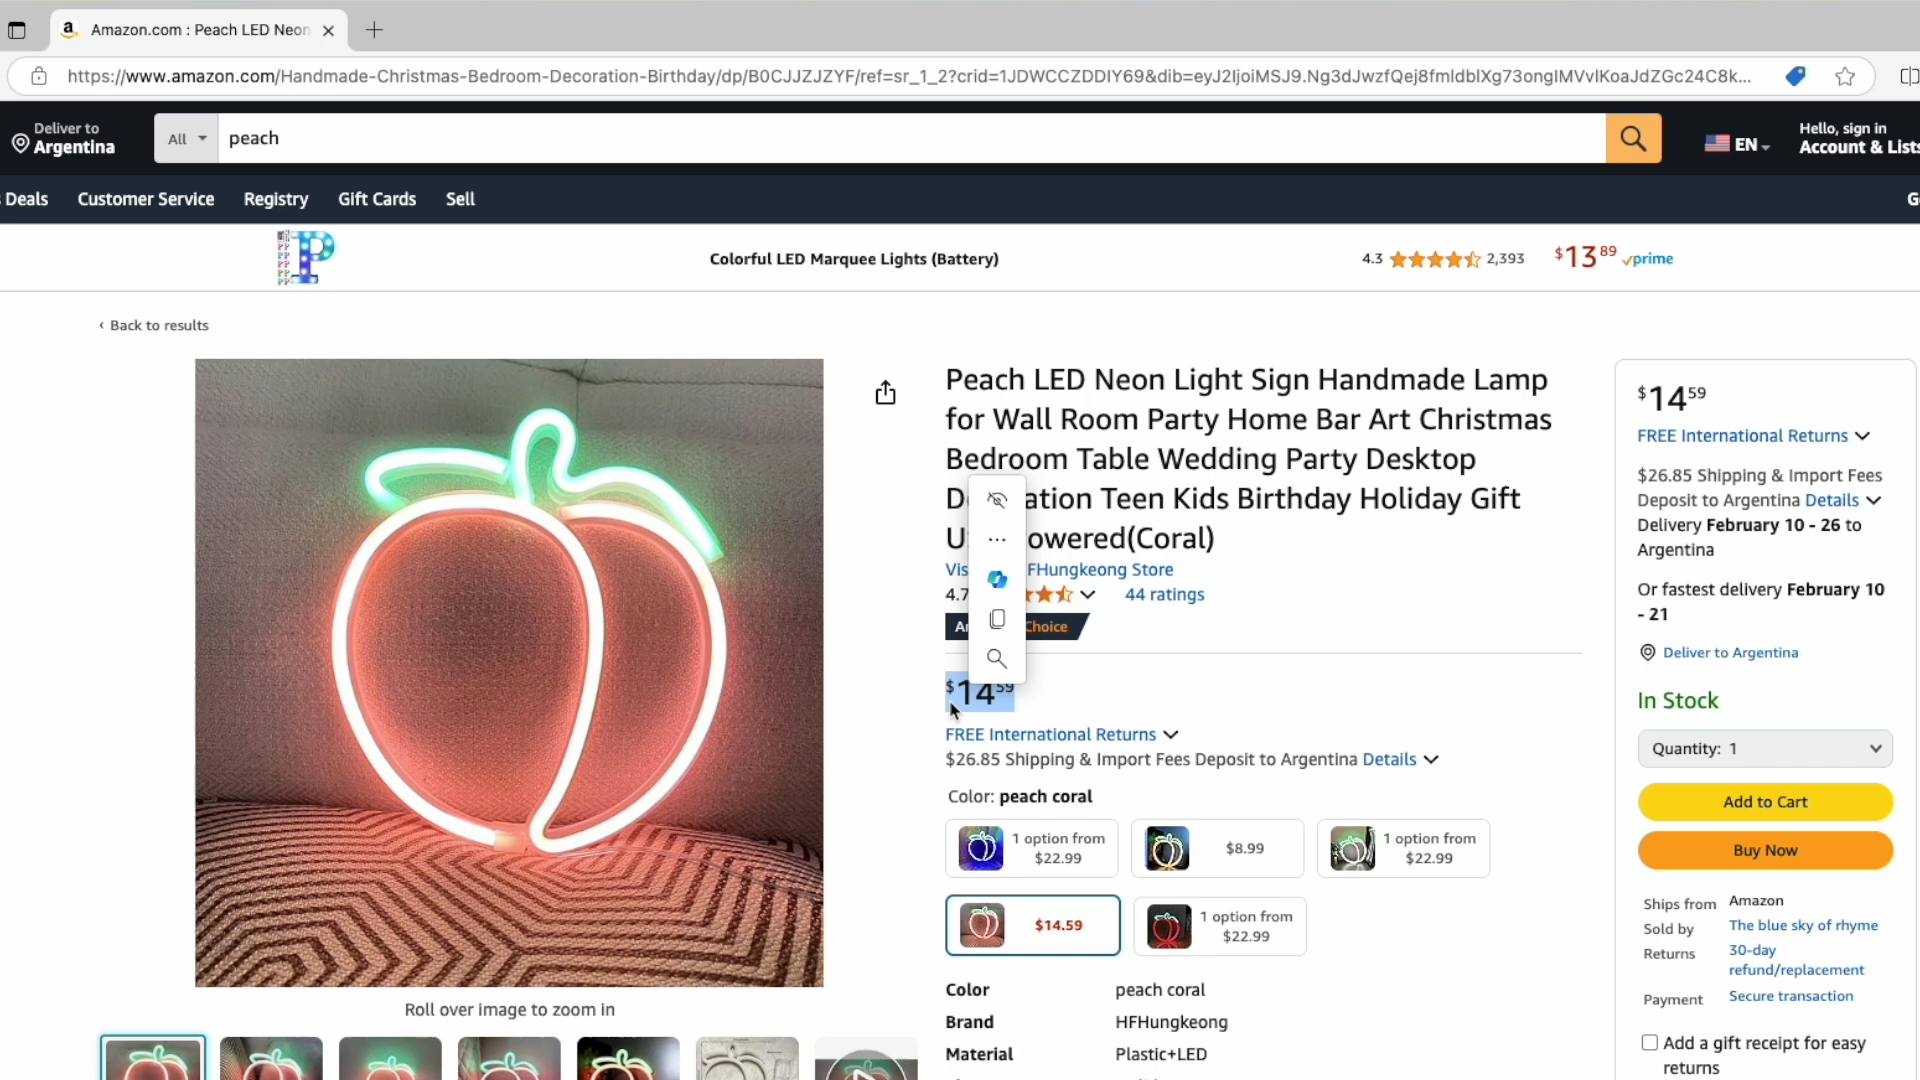 Amazon.com : Peach LED Neon
https://www.amazon.com/Handmade-Christmas-Bedroom-Decoration-Birthday/dp/B0CJJZJZYF/ref=sr_1_2?crid=1JDWCCZDDIY69&dib=eyJ2IjoiMSJ9.Ng3dJwzfQej8fmldblXg73ongIMVvlKoaJdZGc24C8k...
Deliver to
Argentina
All
peach
EN
Hello, sign in
Account & Lists
Deals
Customer Service
Registry
Gift Cards
Sell
Colorful LED Marquee Lights (Battery)
4.3
2,393
$13 89
prime
‹ Back to results
Peach LED Neon Light Sign Handmade Lamp
for Wall Room Party Home Bar Art Christmas
Bedroom Table Wedding Party Desktop
ation Teen Kids Birthday Holiday Gift
owered(Coral)
FHungkeong Store
4.7
44 ratings
Choice
$14 59
FREE International Returns
$26.85 Shipping & Import Fees Deposit to Argentina Details
Color: peach coral
1 option from
$22.99
$8.99
1 option from
$22.99
$14.59
1 option from
$22.99
Color peach coral
Brand HFHungkeong
Material Plastic+LED
Roll over image to zoom in
$14 59
FREE International Returns
$26.85 Shipping & Import Fees
Deposit to Argentina Details
Delivery February 10 - 26 to
Argentina
Or fastest delivery February 10
- 21
Deliver to Argentina
In Stock
Quantity: 1
Add to Cart
Buy Now
Ships from Amazon
Sold by The blue sky of rhyme
Returns 30-day
refund/replacement
Payment Secure transaction
Add a gift receipt for easy
returns